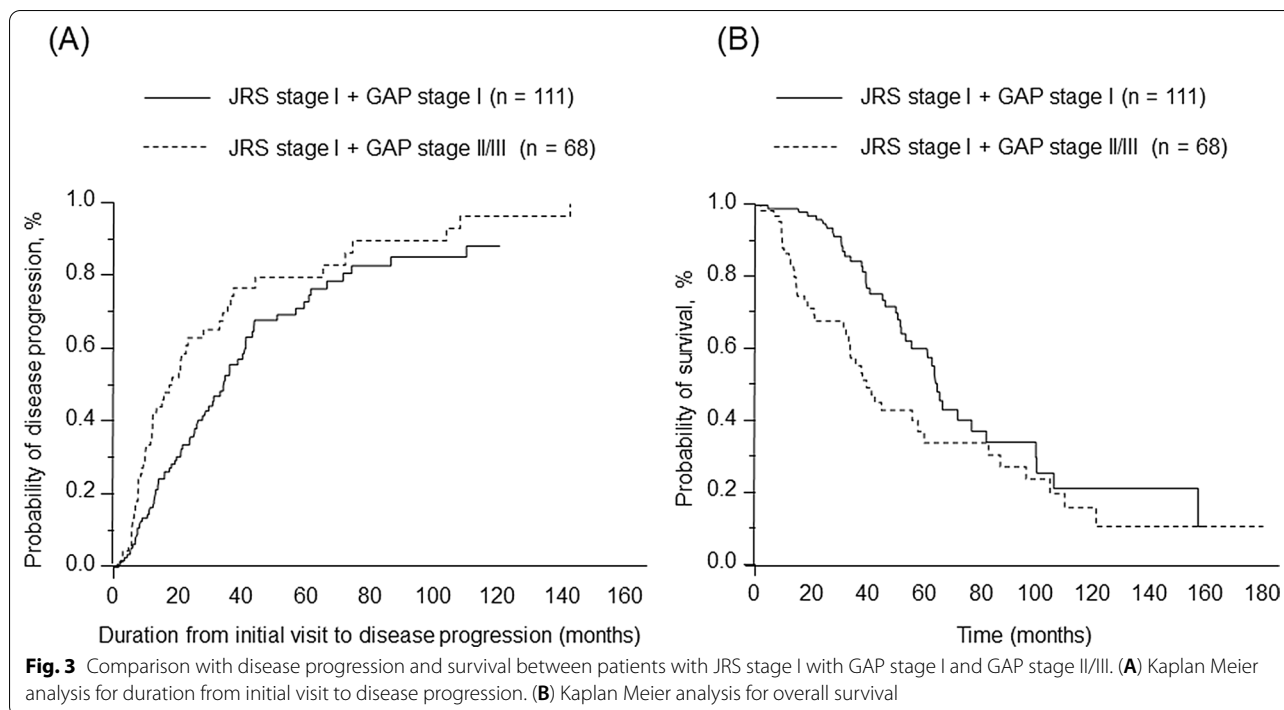 (A)
JRS stage I + GAP stage I (n = 111)
JRS stage I + GAP stage II/III (n = 68)
Probability of disease progression, %
1.0
0.8
0.6
0.4
0.2
0.0
0 20 40 60 80 100 120 140 160
Duration from initial visit to disease progression (months)
(B)
JRS stage I + GAP stage I (n = 111)
JRS stage I + GAP stage II/III (n = 68)
Probability of survival, %
1.0
0.8
0.6
0.4
0.2
0.0
0 20 40 60 80 100 120 140 160 180
Time (months)
Fig. 3 Comparison with disease progression and survival between patients with JRS stage I with GAP stage I and GAP stage II/III. (A) Kaplan Meier
analysis for duration from initial visit to disease progression. (B) Kaplan Meier analysis for overall survival